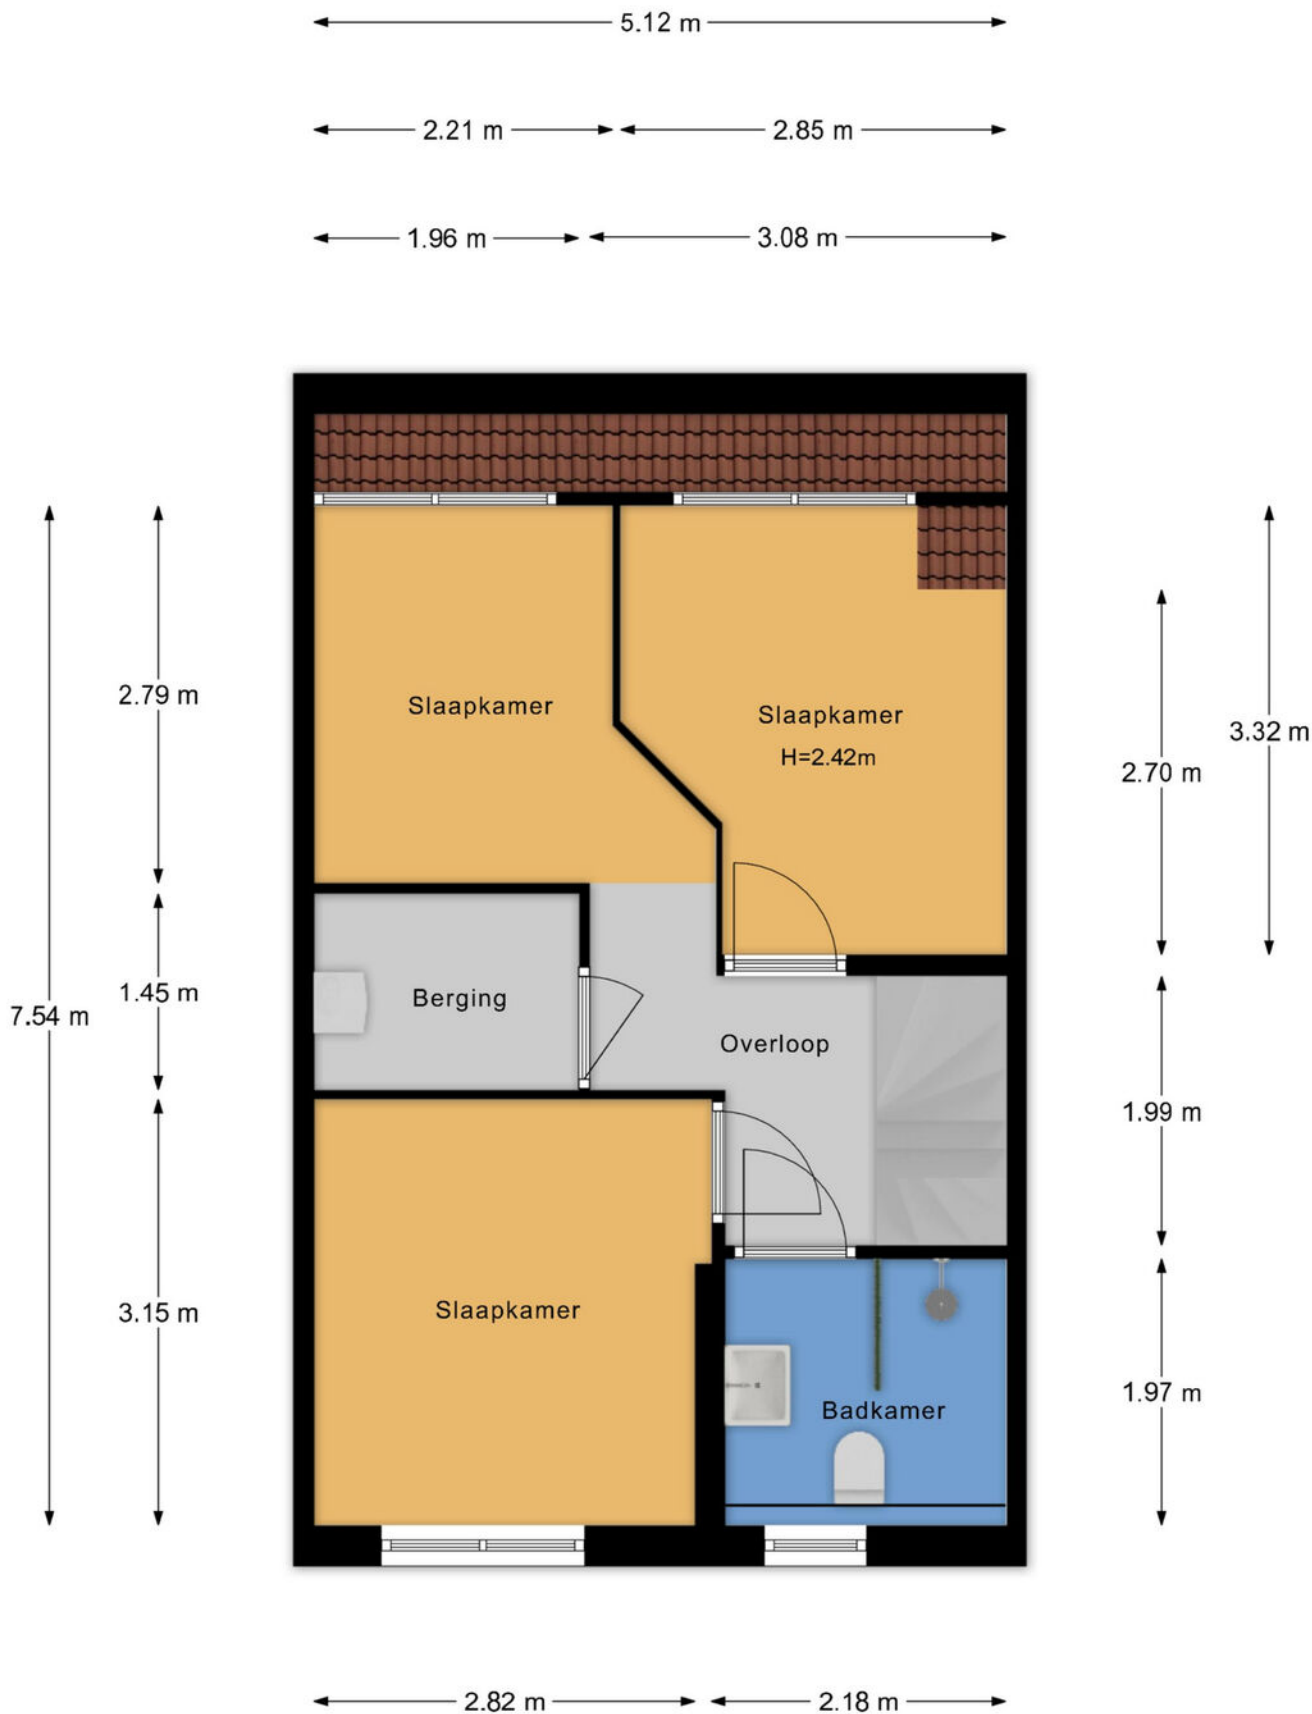 5.12 m
2.21 m
2.85 m
1.96 m
3.08 m
2.79 m
Slaapkamer
Slaapkamer
H=2.42m
3.32 m
2.70 m
7.54 m
1.45 m
Berging
Overloop
1.99 m
3.15 m
Slaapkamer
Badkamer
1.97 m
2.82 m
2.18 m